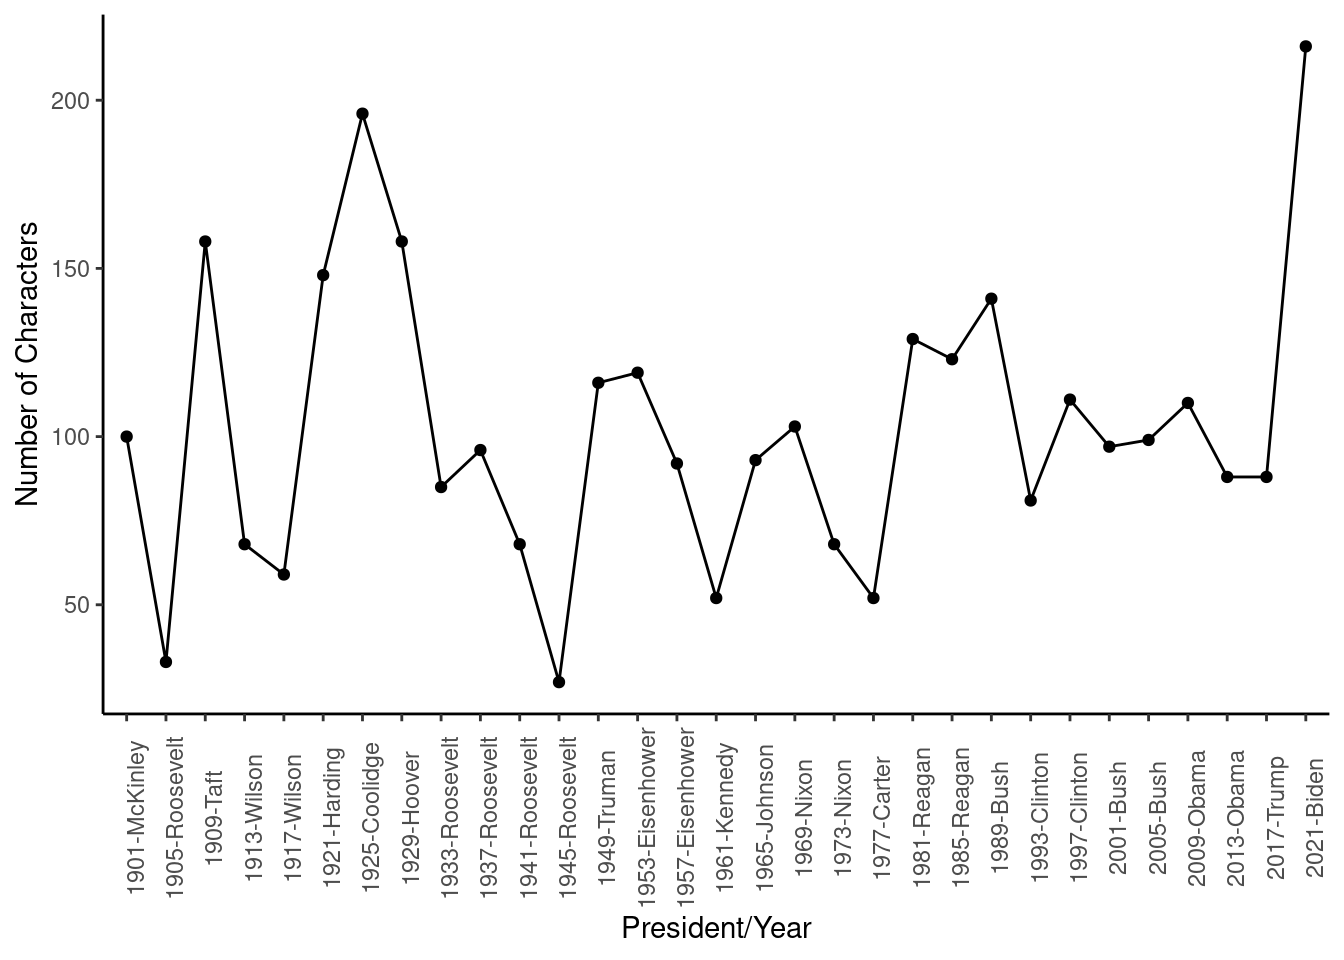 Number of Characters
200
150
100
50
1901-McKinley
1905-Roosevelt
1909-Taft
1913-Wilson
1917-Wilson
1921-Harding
1925-Coolidge
1929-Hoover
1933-Roosevelt
1937-Roosevelt
1941-Roosevelt
1945-Roosevelt
1949-Truman
1953-Eisenhower
1957-Eisenhower
1961-Kennedy
1965-Johnson
1969-Nixon
1973-Nixon
1977-Carter
1981-Reagan
1985-Reagan
1989-Bush
1993-Clinton
1997-Clinton
2001-Bush
2005-Bush
2009-Obama
2013-Obama
2017-Trump
2021-Biden
President/Year